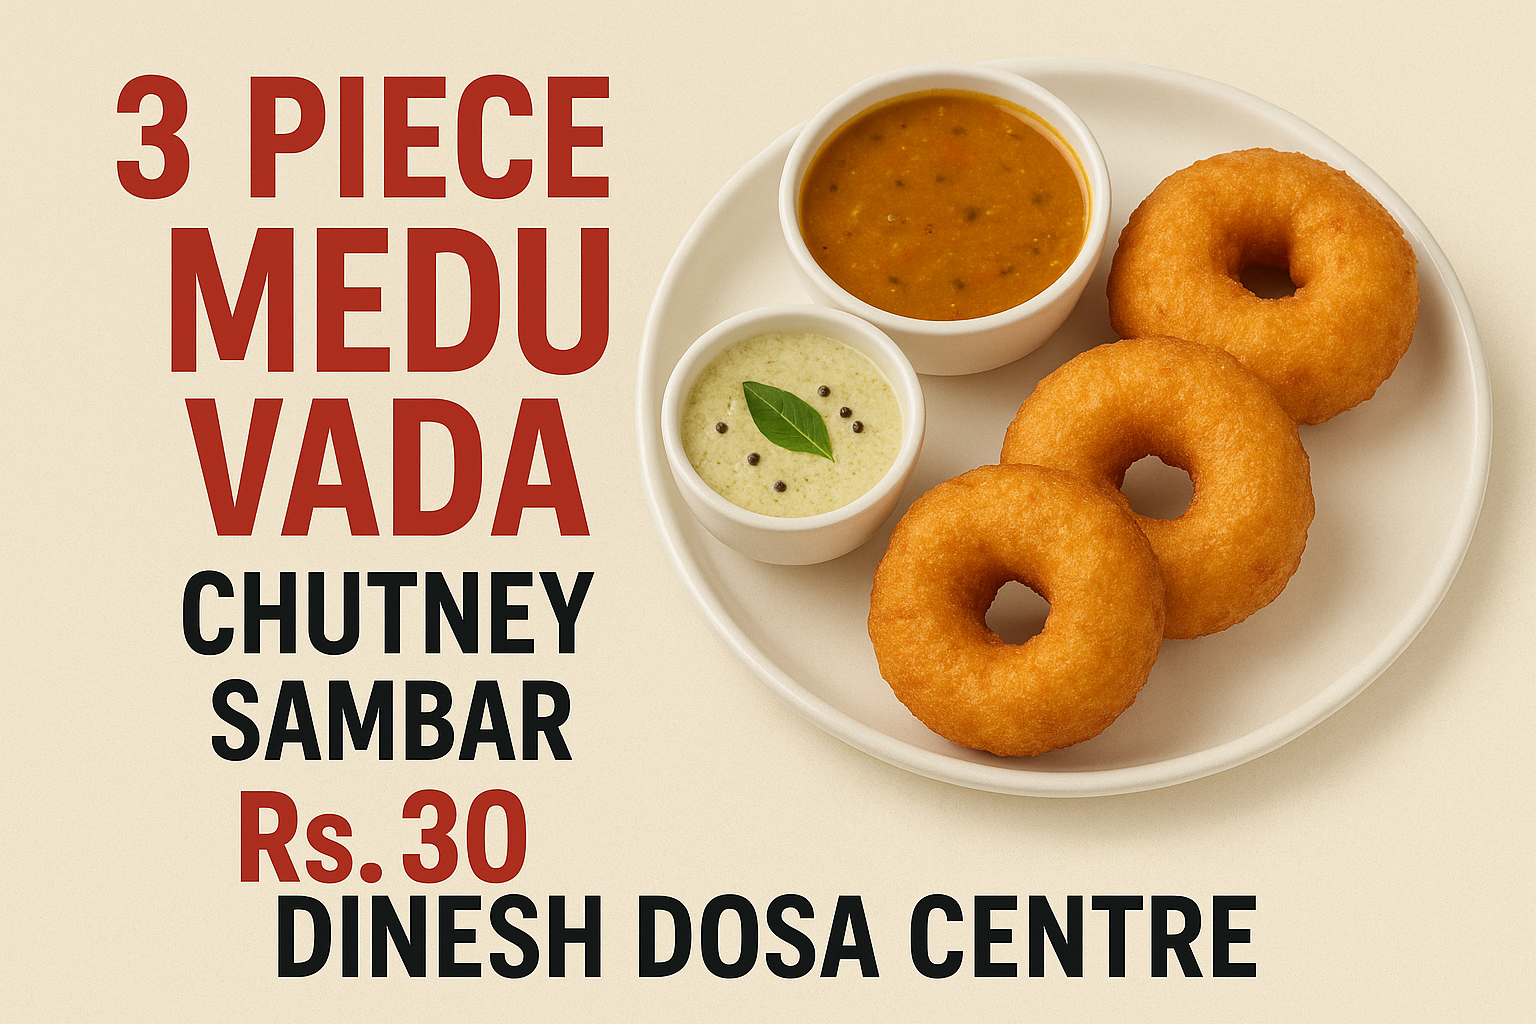 3 PIECE
MEDU
VADA
CHUTNEY
SAMBAR
Rs. 30
DINESH DOSA CENTRE